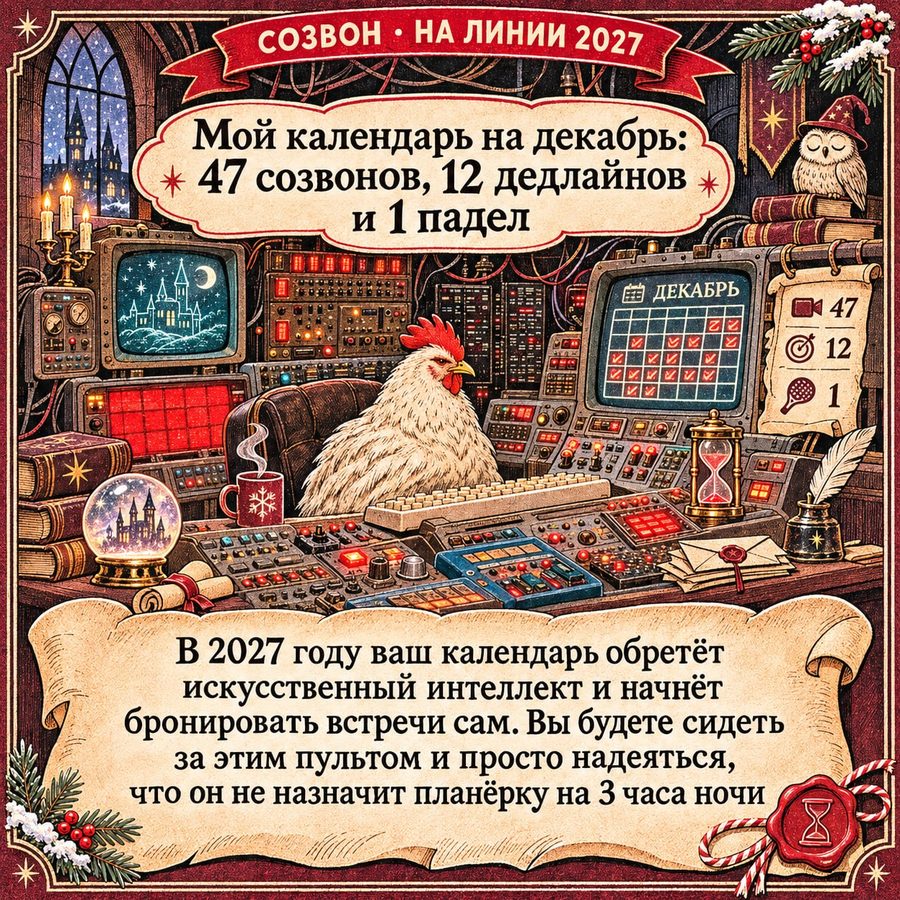 СОЗВОН · НА ЛИНИИ 2027
Мой календарь на декабрь:
47 созвонов, 12 дедлайнов
и 1 падел
ДЕКАБРЬ
47
12
1
В 2027 году ваш календарь обретёт
искусственный интеллект и начнёт
бронировать встречи сам. Вы будете сидеть
за этим пультом и просто надеяться,
что он не назначит планёрку на 3 часа ночи